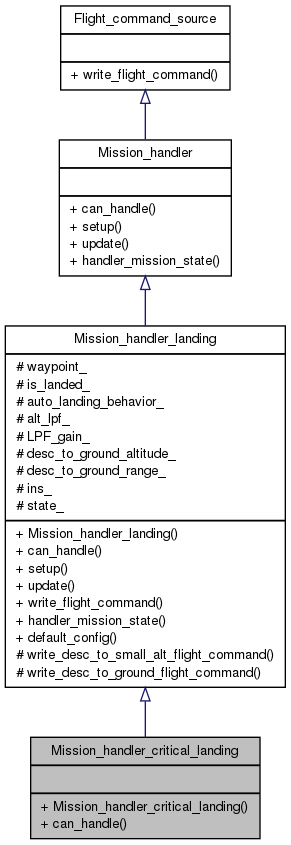 Flight_command_source
+ write_flight_command()
Mission_handler
+ can_handle()
+ setup()
+ update()
+ handler_mission_state()
Mission_handler_landing
# waypoint_
# is_landed_
# auto_landing_behavior_
# alt_lpf_
# LPF_gain_
# desc_to_ground_altitude_
# desc_to_ground_range_
# ins_
# state_
+ Mission_handler_landing()
+ can_handle()
+ setup()
+ update()
+ write_flight_command()
+ handler_mission_state()
+ default_config()
# write_desc_to_small_alt_flight_command()
# write_desc_to_ground_flight_command()
Mission_handler_critical_landing
+ Mission_handler_critical_landing()
+ can_handle()